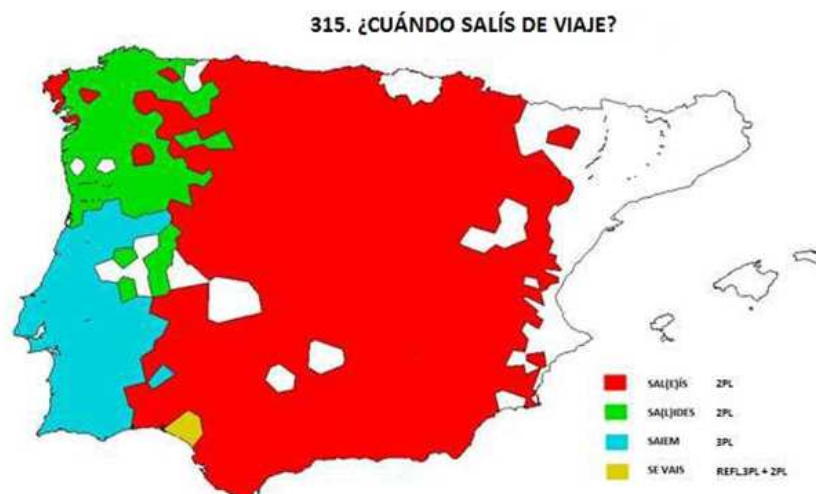 315. ¿CUÁNDO SALÍS DE VIAJE?
SAL(E)ÍS 2PL
SA(L)IDES 2PL
SAIEM 3PL
SE VAIS REFL.3PL + 2PL